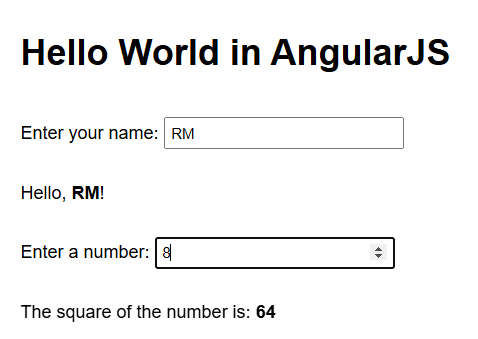 Hello World in AngularJS
Enter your name: RM
Hello, RM!
Enter a number: 8
The square of the number is: 64